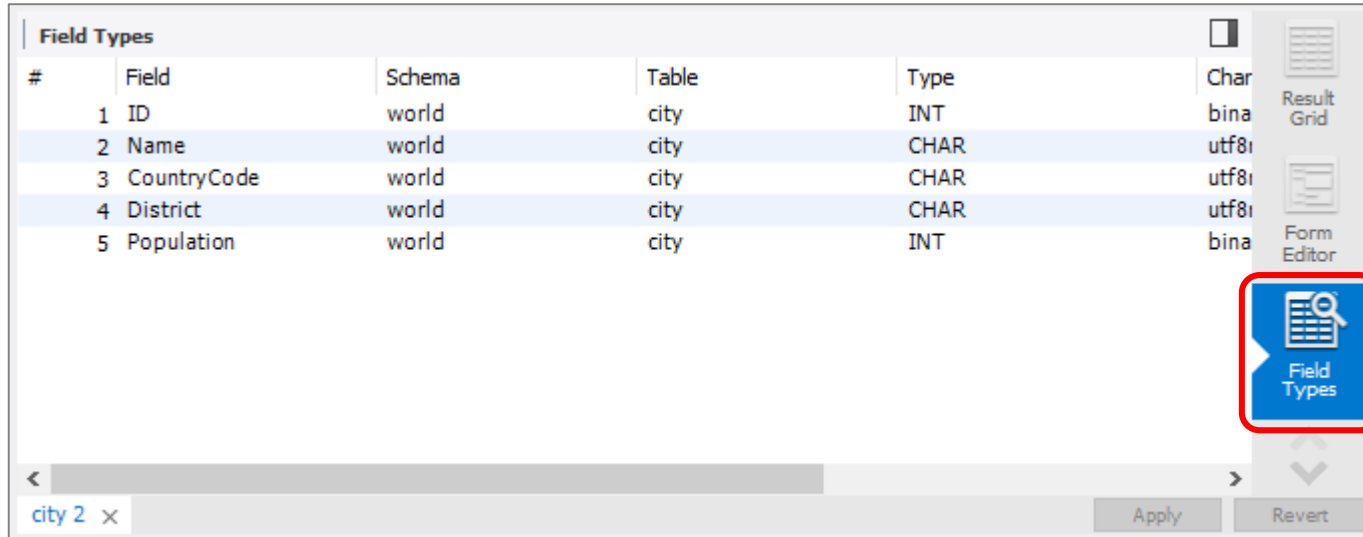 Field Types
# Field Schema Table Type Char
1 ID world city INT bina
2 Name world city CHAR utf8
3 CountryCode world city CHAR utf8
4 District world city CHAR utf8
5 Population world city INT bina
Result
Grid
Form
Editor
Field
Types
city 2
Apply Revert